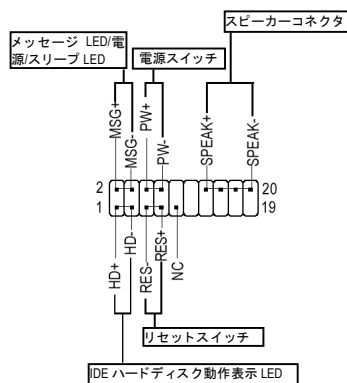 スピーカーコネクタ
メッセージ LED/電
源/スリープ LED
電源スイッチ
MSG+
MSG-
PW+
PW-
SPEAK+
SPEAK-
2
20
1
19
HD+
HD-
RES-
RES+
NC
リセットスイッチ
IDE ハードディスク動作表示 LED